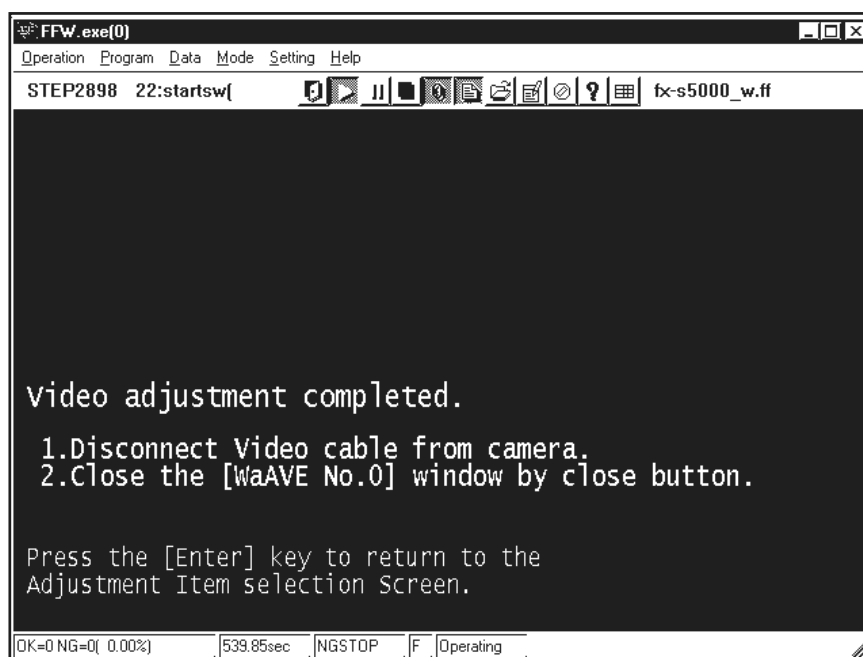 FFW.exe(0)
Operation Program Data Mode Setting Help
STEP2898 22:startsw( fx-s5000_w.ff
Video adjustment completed.
1.Disconnect Video cable from camera.
2.Close the [WaAVE No.0] window by close button.
Press the [Enter] key to return to the
Adjustment Item selection Screen.
OK=0 NG=0( 0.00%) 539.85sec NGSTOP F Operating